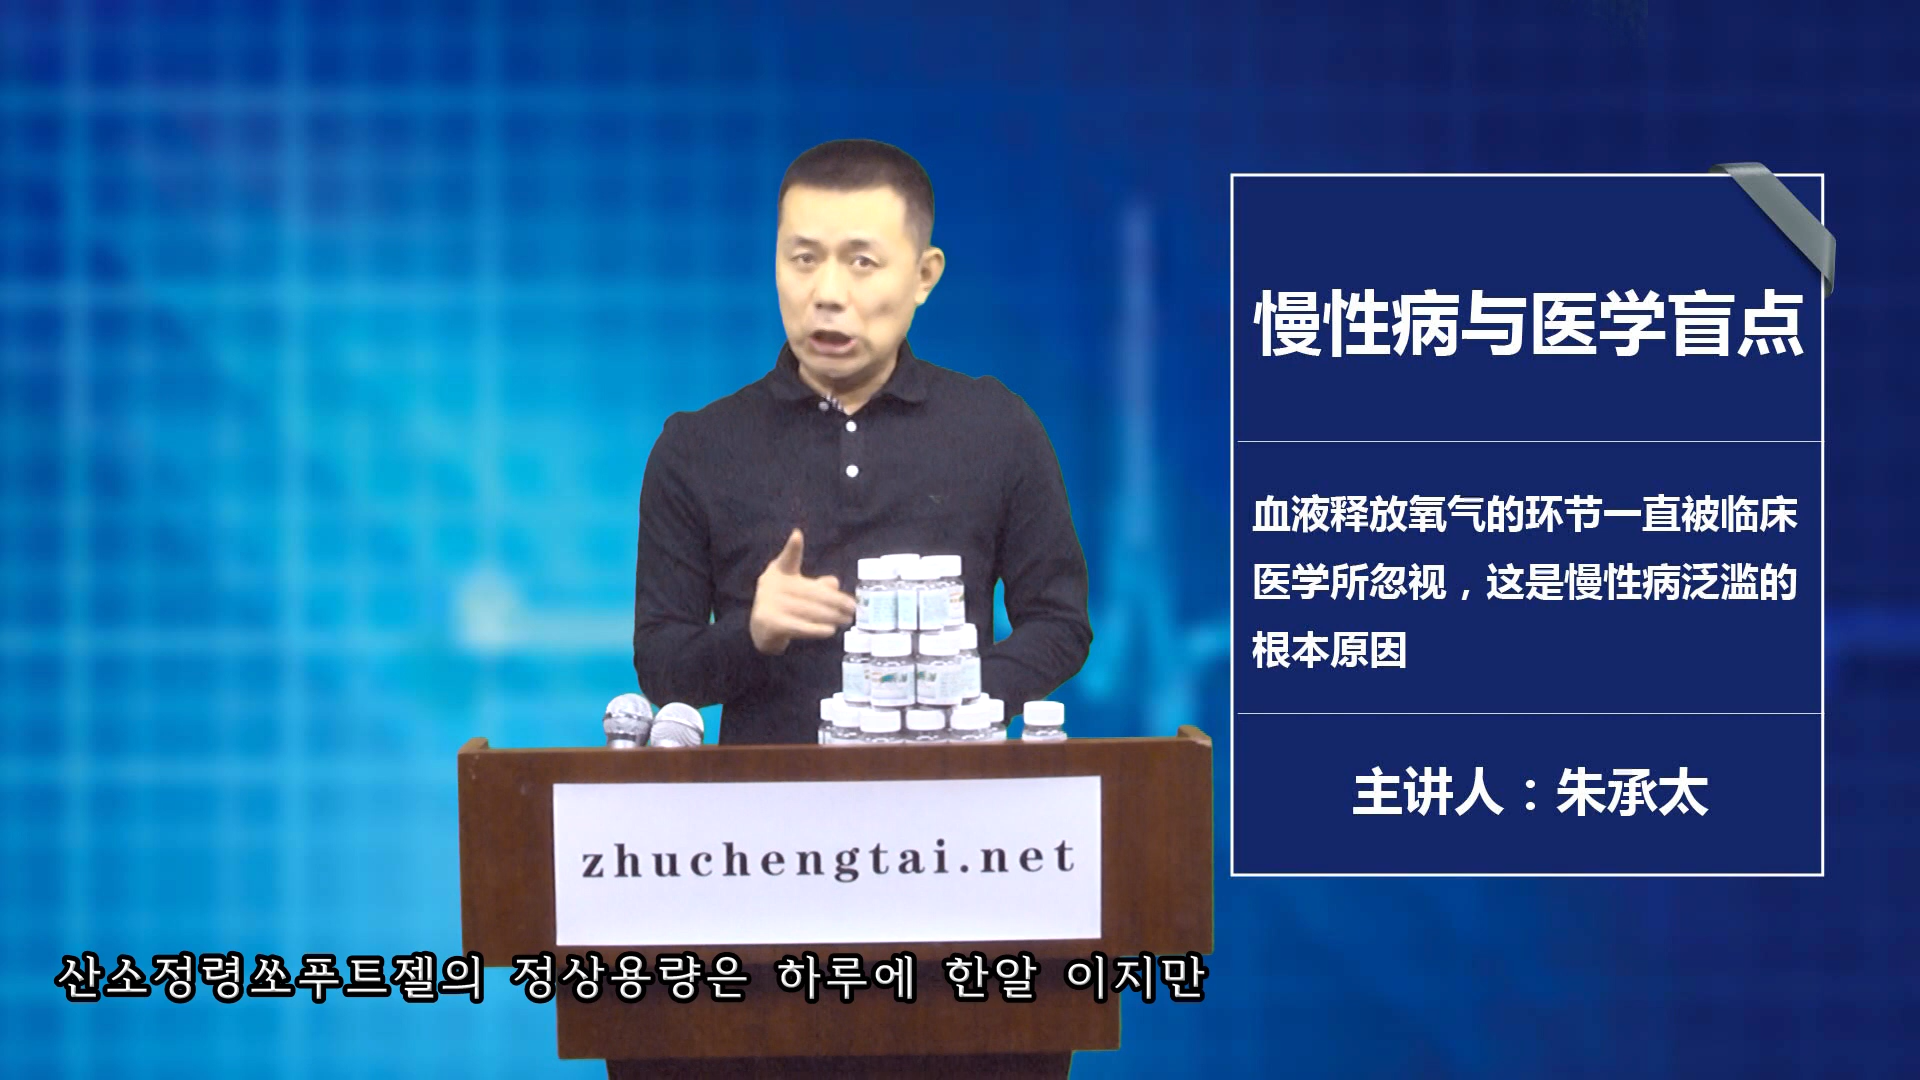 慢性病与医学盲点
血液释放氧气的环节一直被临床
医学所忽视，这是慢性病泛滥的
根本原因
主讲人：朱承太
zhuchengtai.net
산소정령쏘푸트젤의 정상용량은 하루에 한알 이지만